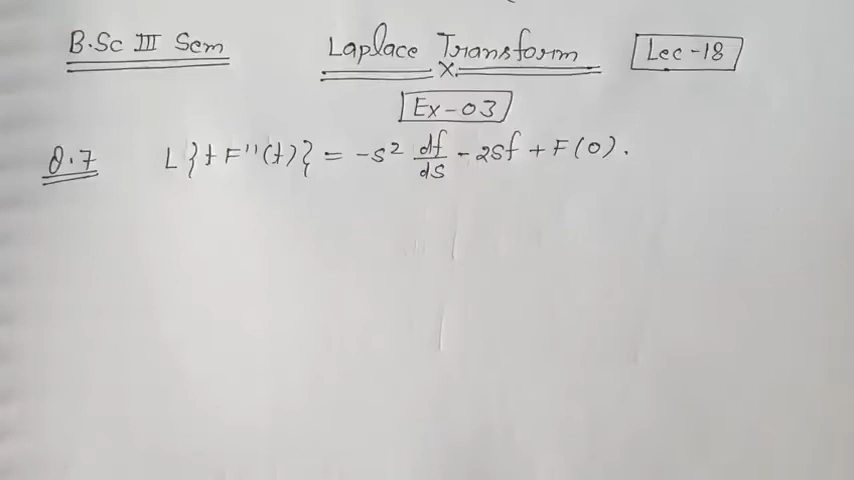 B.Sc III Sem
Laplace Transform
Lec-18
Ex-03
Q.7 L{tF''(t)} = -s² df/ds - 2sf + F(0).